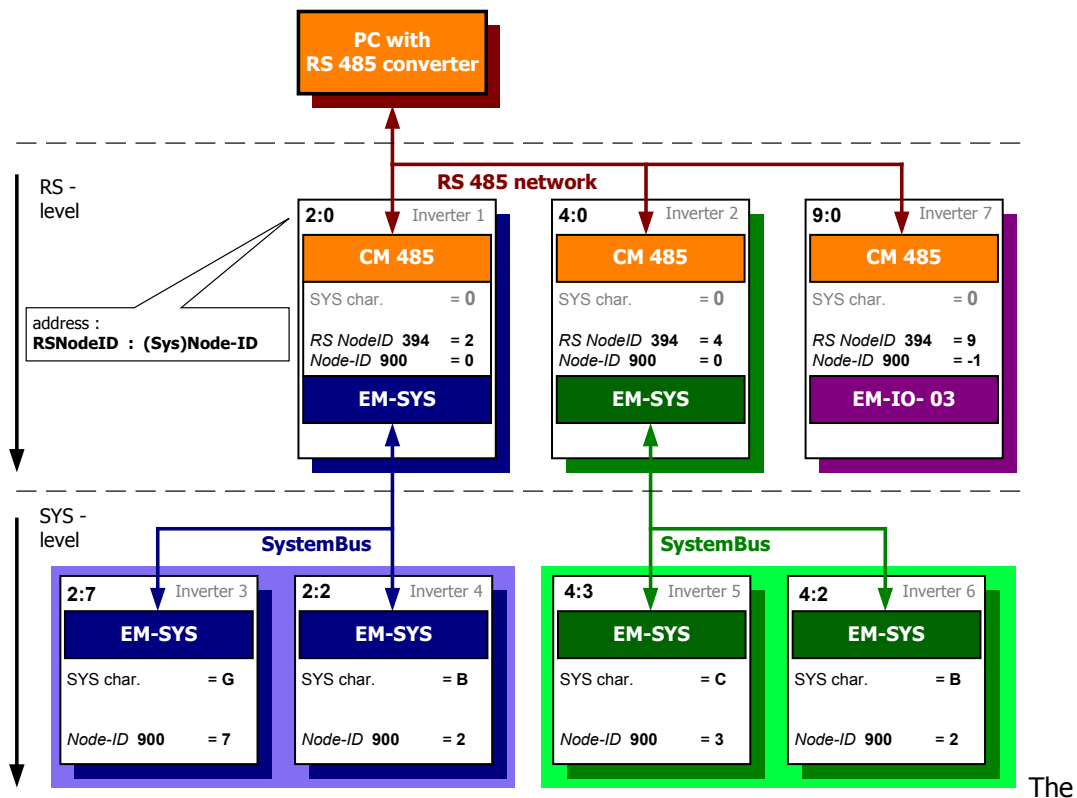 PC with
RS 485 converter
RS -
level
RS 485 network
2:0 Inverter 1
CM 485
SYS char. = 0
RS NodeID 394 = 2
Node-ID 900 = 0
EM-SYS
4:0 Inverter 2
CM 485
SYS char. = 0
RS NodeID 394 = 4
Node-ID 900 = 0
EM-SYS
9:0 Inverter 7
CM 485
SYS char. = 0
RS NodeID 394 = 9
Node-ID 900 = -1
EM-IO- 03
address :
RSNodeID : (Sys)Node-ID
SYS -
level
SystemBus
SystemBus
2:7 Inverter 3
EM-SYS
SYS char. = G
Node-ID 900 = 7
2:2 Inverter 4
EM-SYS
SYS char. = B
Node-ID 900 = 2
4:3 Inverter 5
EM-SYS
SYS char. = C
Node-ID 900 = 3
4:2 Inverter 6
EM-SYS
SYS char. = B
Node-ID 900 = 2
The